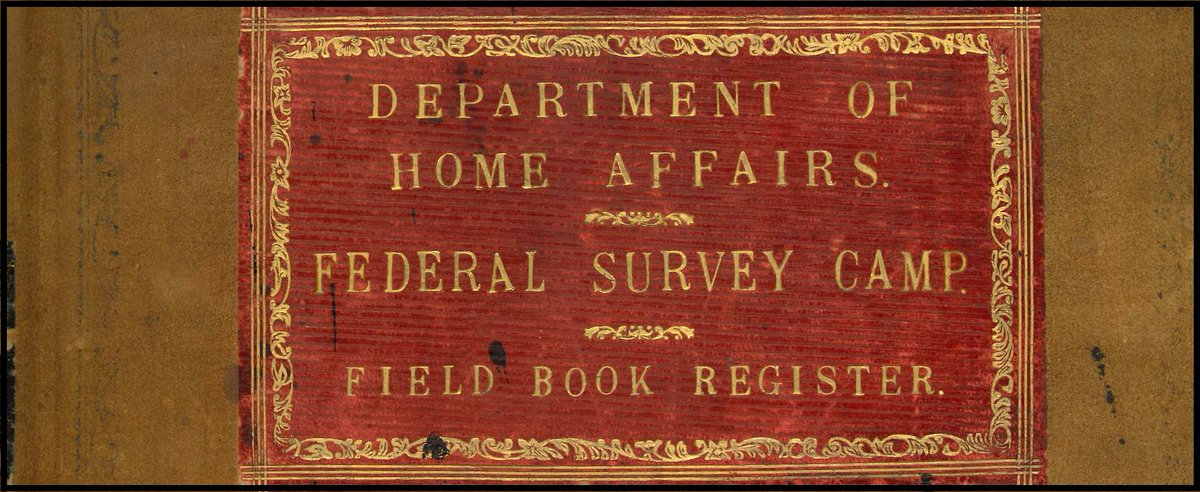 DEPARTMENT OF
HOME AFFAIRS.
FEDERAL SURVEY CAMP.
FIELD BOOK REGISTER.